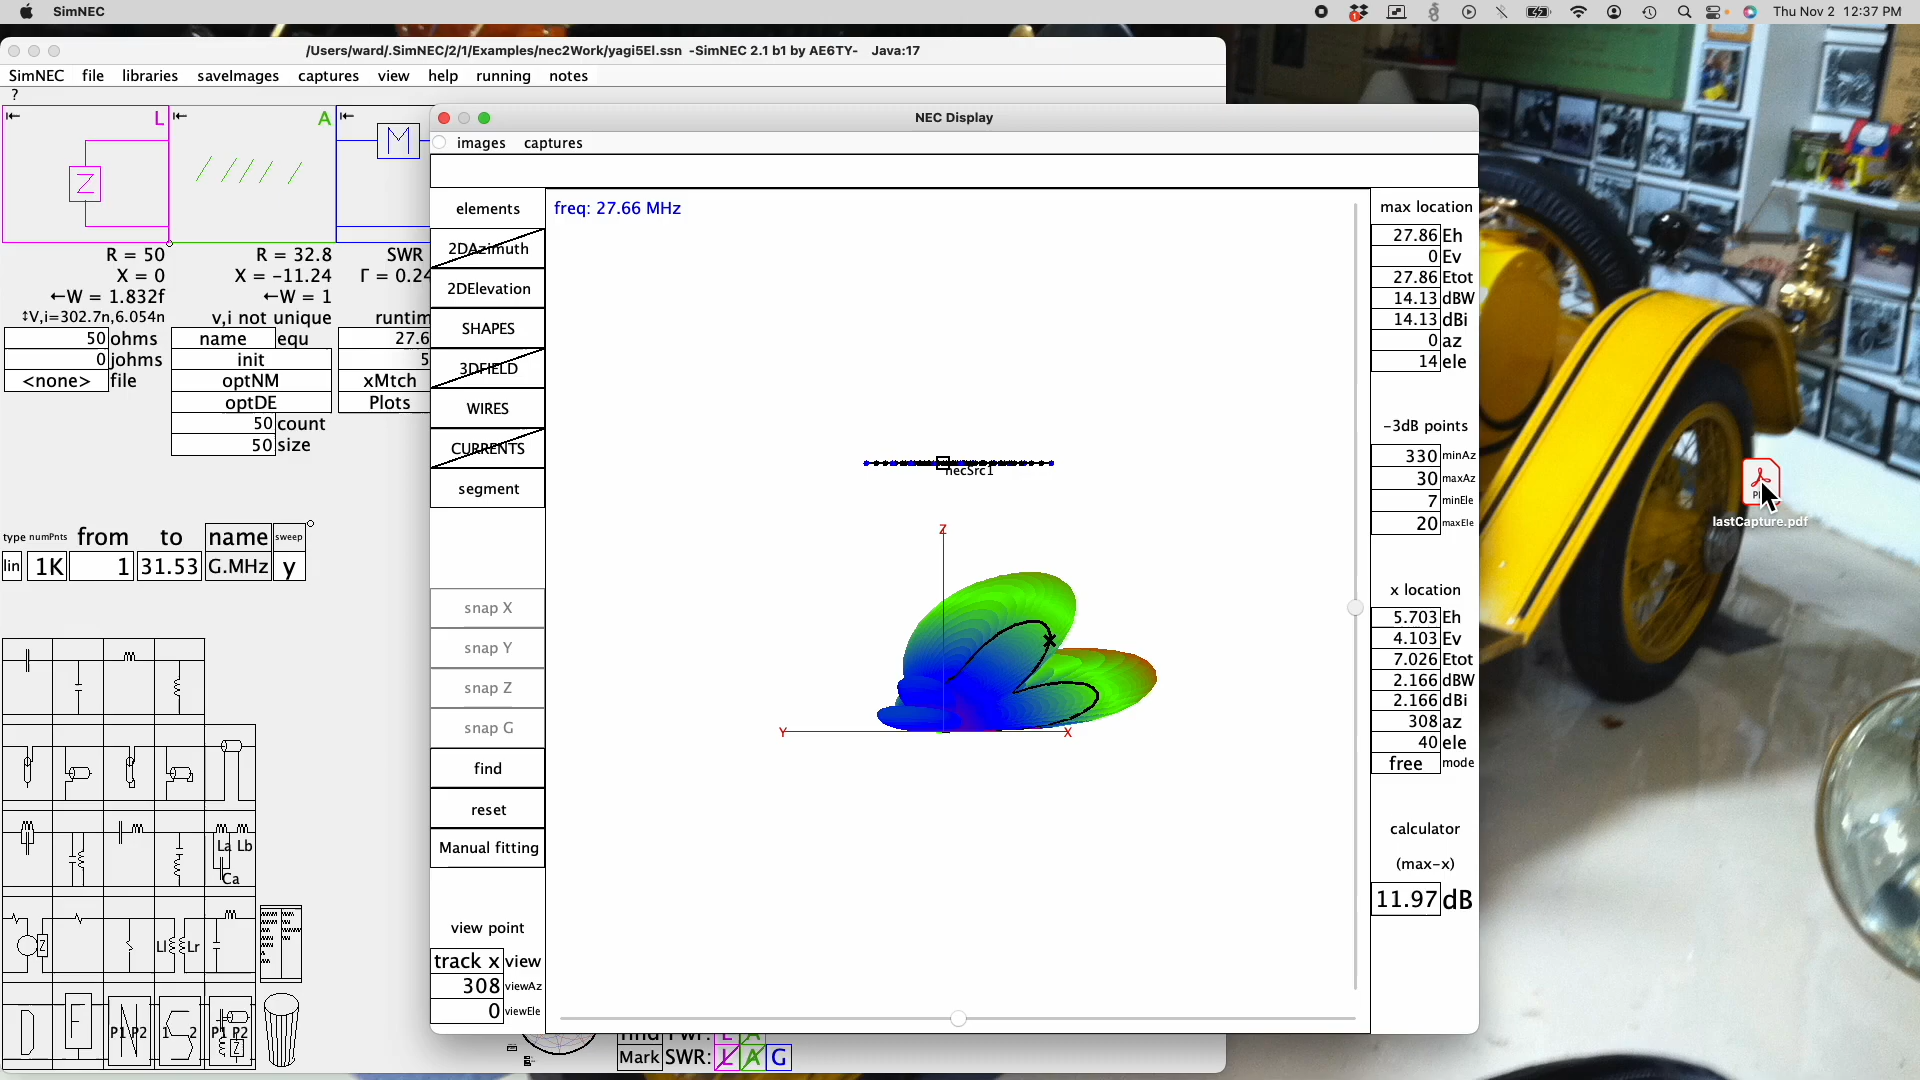 SimNEC
Thu Nov 2 12:37 PM
/Users/ward/.SimNEC/2/1/Examples/nec2Work/yagi5El.ssn -SimNEC 2.1 b1 by AE6TY- Java:17
SimNEC file libraries saveImages captures view help running notes
?
L
A
M
Z
R = 50
X = 0
←W = 1.832f
↕V,i=302.7n,6.054n
50 ohms
0 johms
<none> file
R = 32.8
X = -11.24
←W = 1
v,i not unique
name equ
init
optNM
optDE
50 count
50 size
SWR
Γ = 0.24
runtim
27.6
5
xMtch
Plots
type numPnts from to name sweep
lin 1K 1 31.53 G.MHz y
La Lb
Ca
Z
Ll Lr
D F P1 N P2 1 S 2 P1 P2
Z
NEC Display
images captures
elements
2DAzimuth
2DElevation
SHAPES
3DFIELD
WIRES
CURRENTS
segment
snap X
snap Y
snap Z
snap G
find
reset
Manual fitting
view point
track x view
308 viewAz
0 viewEle
freq: 27.66 MHz
necSrc1
Z
Y
X
max location
27.86 Eh
0 Ev
27.86 Etot
14.13 dBW
14.13 dBi
0 az
14 ele
-3dB points
330 minAz
30 maxAz
7 minEle
20 maxEle
x location
5.703 Eh
4.103 Ev
7.026 Etot
2.166 dBW
2.166 dBi
308 az
40 ele
free mode
calculator
(max-x)
11.97 dB
Mark SWR: L A G
lastCapture.pdf